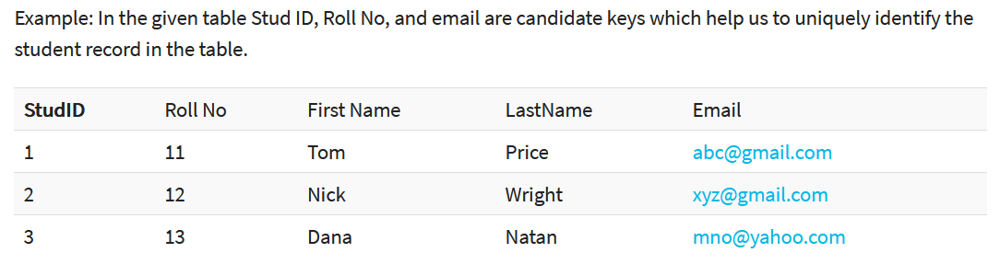 Example: In the given table Stud ID, Roll No, and email are candidate keys which help us to uniquely identify the
student record in the table.
StudID Roll No First Name LastName Email
1 11 Tom Price abc@gmail.com
2 12 Nick Wright xyz@gmail.com
3 13 Dana Natan mno@yahoo.com